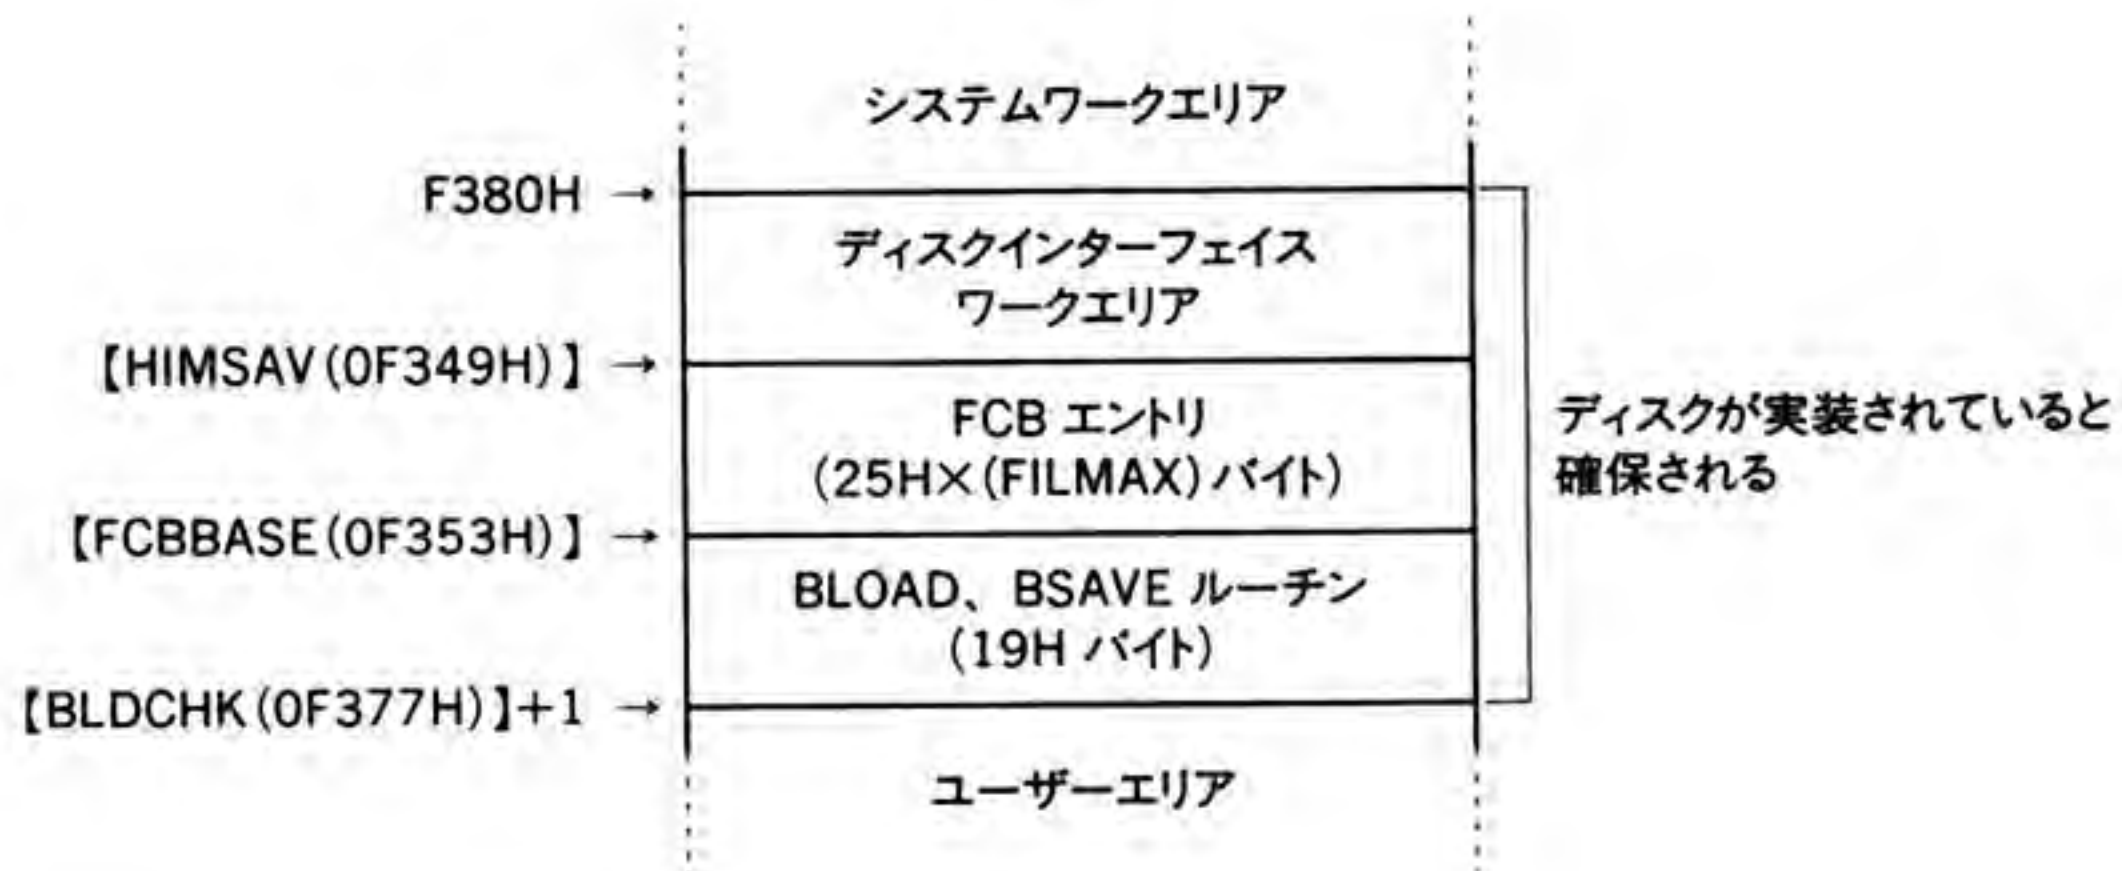 システムワークエリア
F380H →
ディスクインターフェイス
ワークエリア
【HIMSAV(0F349H)】 →
FCB エントリ
(25H×(FILMAX)バイト)
ディスクが実装されていると
確保される
【FCBBASE(0F353H)】 →
BLOAD、BSAVE ルーチン
(19H バイト)
【BLDCHK(0F377H)】+1 →
ユーザーエリア